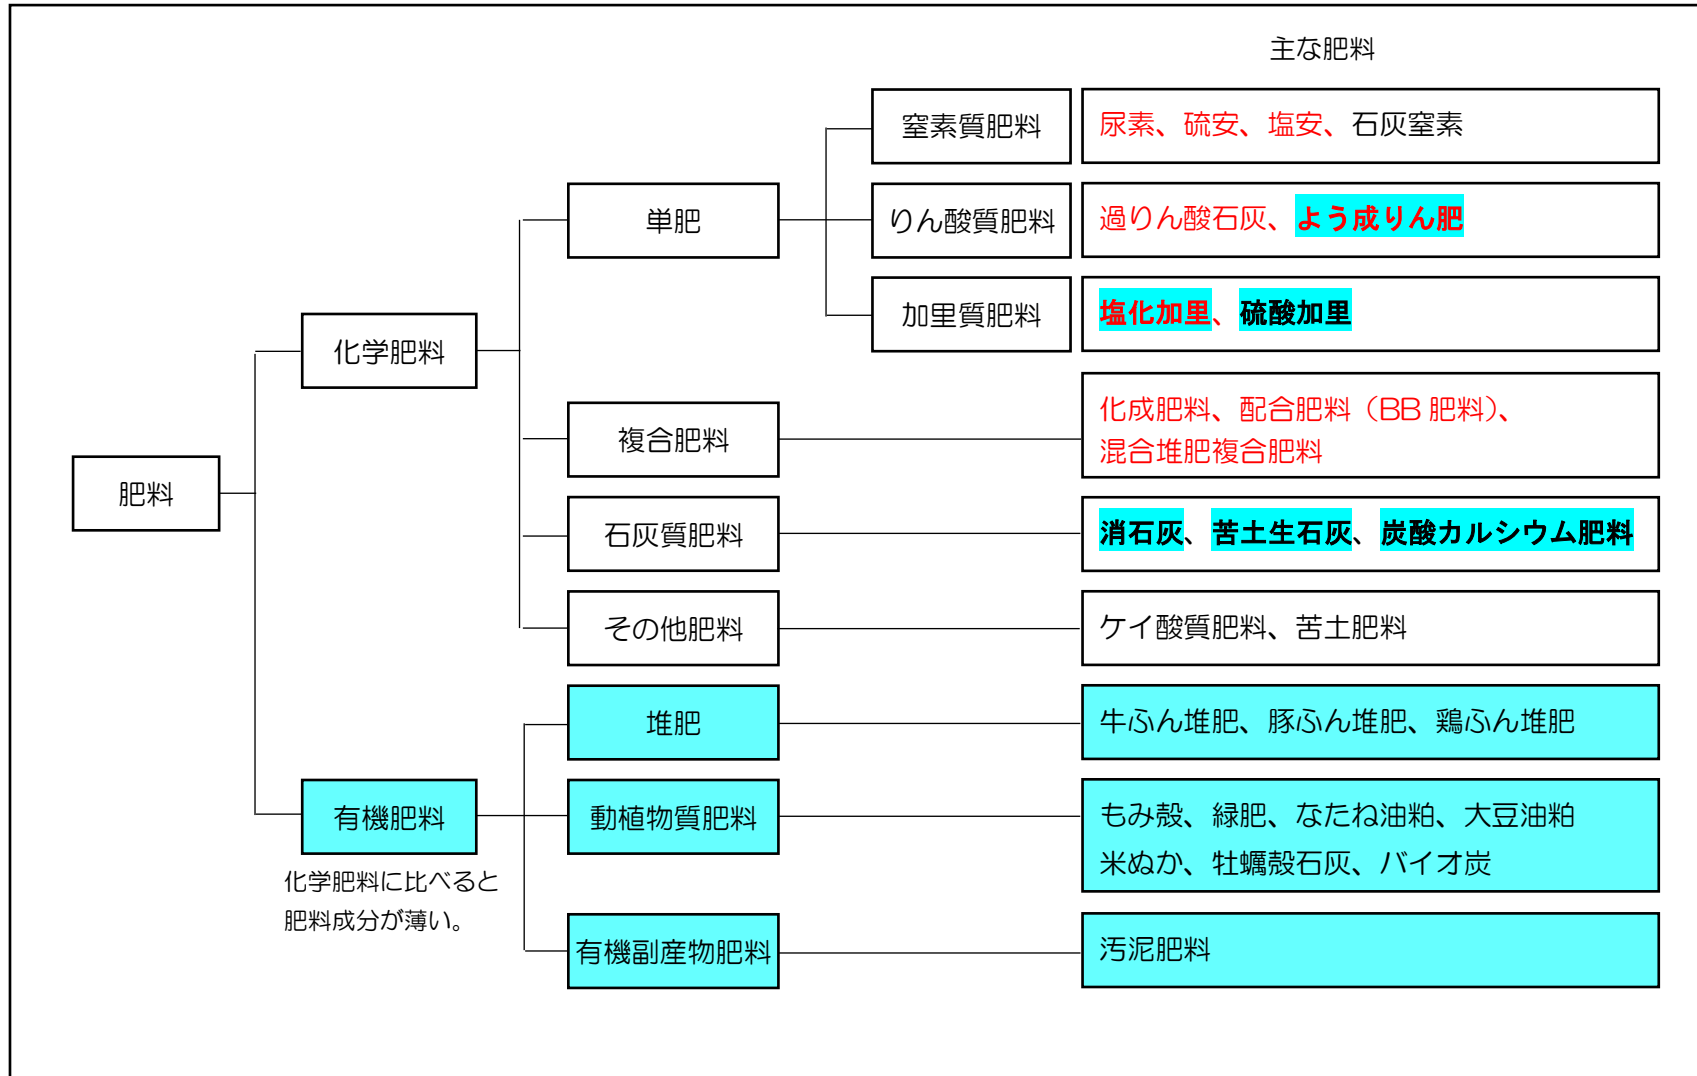 主な肥料
窒素質肥料
尿素、硫安、塩安、石灰窒素
単肥
りん酸質肥料
過りん酸石灰、よう成りん肥
加里質肥料
塩化加里、硫酸加里
化学肥料
複合肥料
化成肥料、配合肥料（BB 肥料）、
混合堆肥複合肥料
肥料
石灰質肥料
消石灰、苦土生石灰、炭酸カルシウム肥料
その他肥料
ケイ酸質肥料、苦土肥料
堆肥
牛ふん堆肥、豚ふん堆肥、鶏ふん堆肥
有機肥料
動植物質肥料
もみ殻、緑肥、なたね油粕、大豆油粕
米ぬか、牡蠣殻石灰、バイオ炭
化学肥料に比べると
肥料成分が薄い。
有機副産物肥料
汚泥肥料